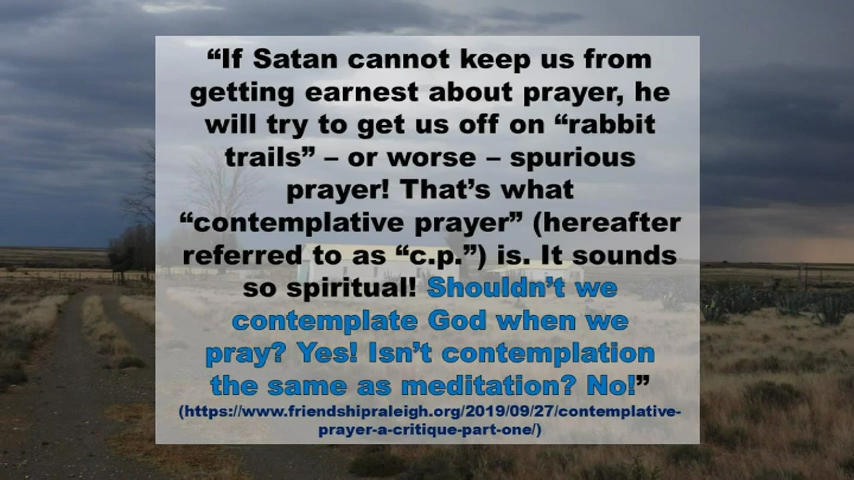 “If Satan cannot keep us from
getting earnest about prayer, he
will try to get us off on “rabbit
trails” – or worse – spurious
prayer! That’s what
“contemplative prayer” (hereafter
referred to as “c.p.”) is. It sounds
so spiritual! Shouldn’t we
contemplate God when we
pray? Yes! Isn’t contemplation
the same as meditation? No!”
(https://www.friendshipraleigh.org/2019/09/27/contemplative-
prayer-a-critique-part-one/)